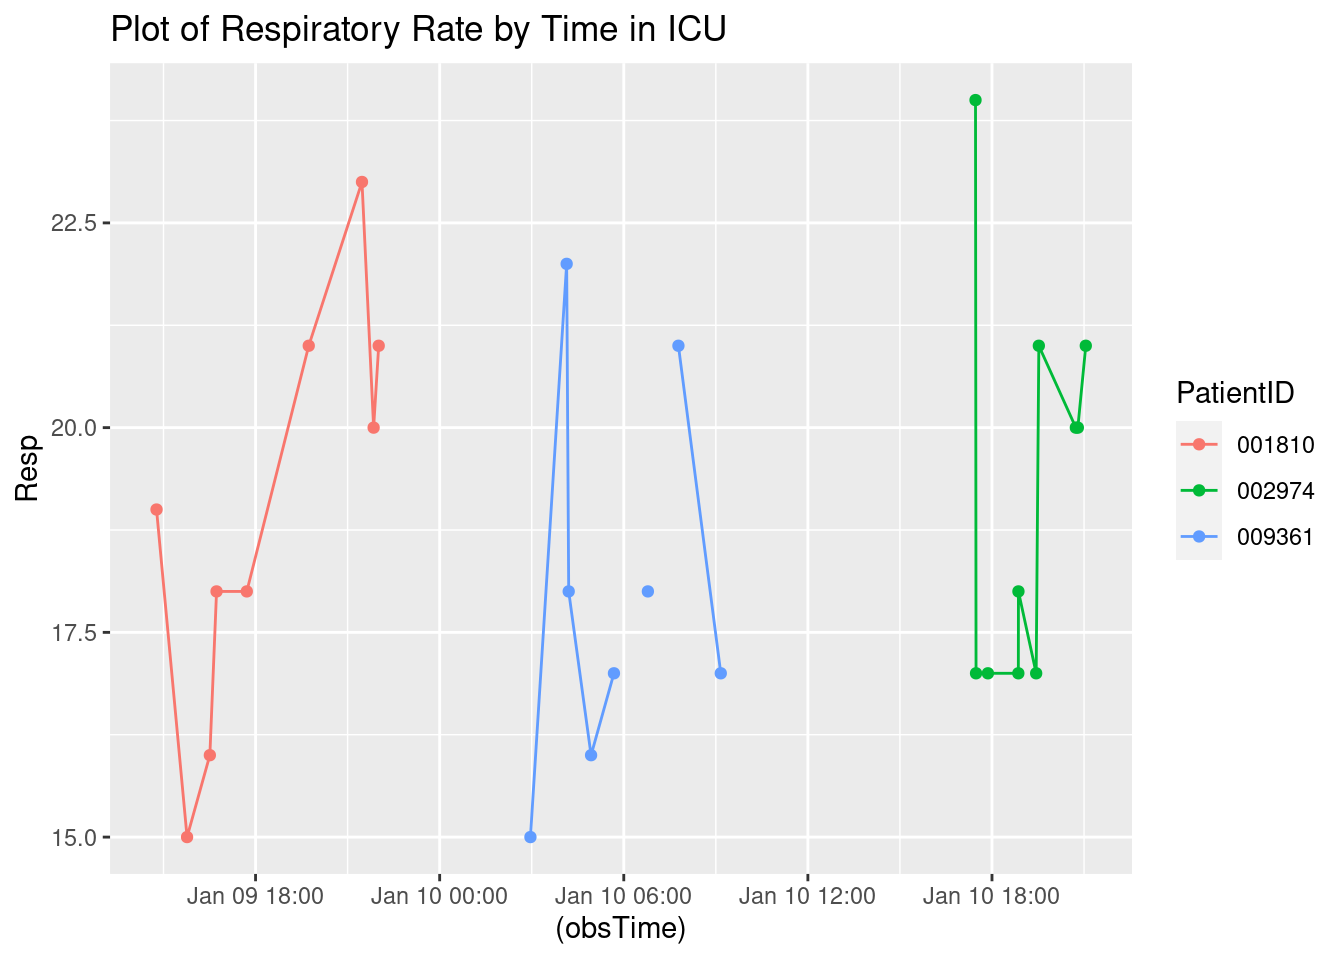 Plot of Respiratory Rate by Time in ICU
Resp
22.5
20.0
17.5
15.0
Jan 09 18:00
Jan 10 00:00
Jan 10 06:00
Jan 10 12:00
Jan 10 18:00
(obsTime)
PatientID
001810
002974
009361